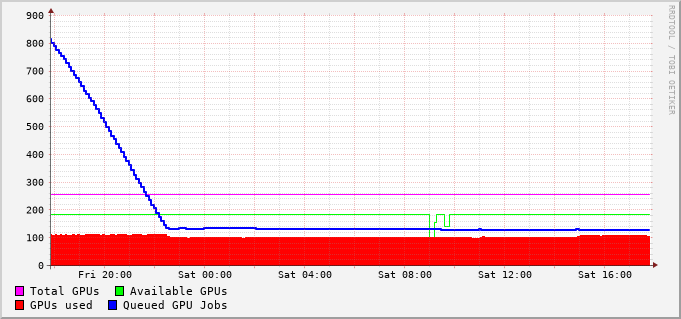 900
800
700
600
500
400
300
200
100
0
Fri 20:00 Sat 00:00 Sat 04:00 Sat 08:00 Sat 12:00 Sat 16:00
Total GPUs Available GPUs
GPUs used Queued GPU Jobs
RRDTOOL / TOBI OETIKER